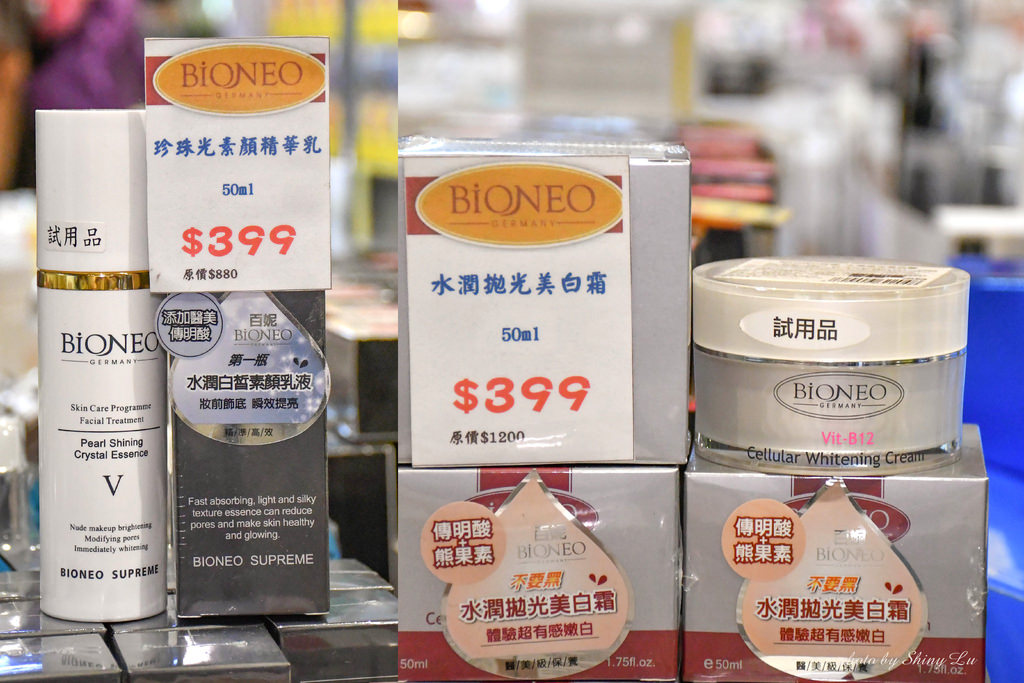 BiONEO
GERMANY
珍珠光素顏精華乳
50ml
$399
原價$880
試用品
BiONEO
GERMANY
Skin Care Programme
Facial Treatment
Pearl Shining
Crystal Essence
V
Nude makeup brightening
Modifying pores
Immediately whitening
BIONEO SUPREME
添加醫美
傳明酸
百妮
BiONEO
第一瓶
水潤白皙素顏乳液
妝前飾底 瞬效提亮
精/準/高/效
Fast absorbing, light and silky
texture essence can reduce
pores and make skin healthy
and glowing.
BIONEO SUPREME
BiONEO
GERMANY
水潤拋光美白霜
50ml
$399
原價$1200
試用品
BiONEO
GERMANY
Vit-B12
Cellular Whitening Cream
傳明酸
+
熊果素
百妮
BiONEO
不要黑
水潤拋光美白霜
體驗超有感嫩白
醫/美/級/保/養
50ml
1.75fl.oz.
傳明酸
+
熊果素
百妮
BiONEO
不要黑
水潤拋光美白霜
體驗超有感嫩白
醫/美/級/保/養
e50ml
1.75fl.oz.
BiONEO
photo by Shiny Lu